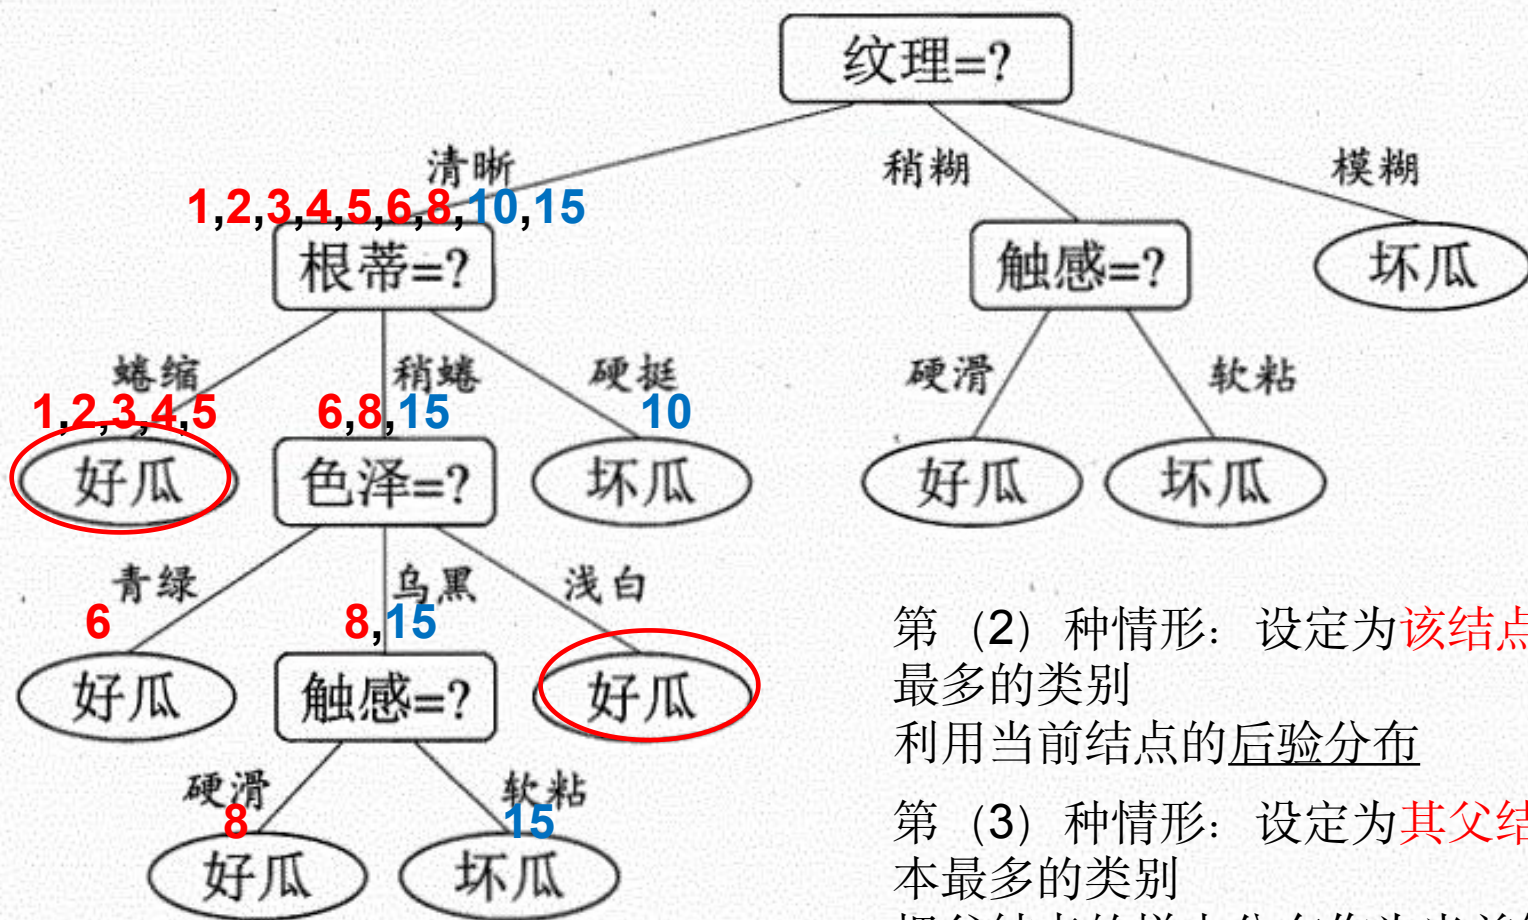 纹理=?
清晰
稍糊
模糊
1,2,3,4,5,6,8,10,15
根蒂=?
触感=?
坏瓜
蜷缩
稍蜷
硬挺
硬滑
软粘
1,2,3,4,5
6,8,15
10
好瓜
色泽=?
坏瓜
好瓜
坏瓜
青绿
乌黑
浅白
6
8,15
好瓜
触感=?
好瓜
硬滑
软粘
8
15
好瓜
坏瓜
第（2）种情形：设定为该结点
最多的类别
利用当前结点的后验分布
第（3）种情形：设定为其父结
本最多的类别